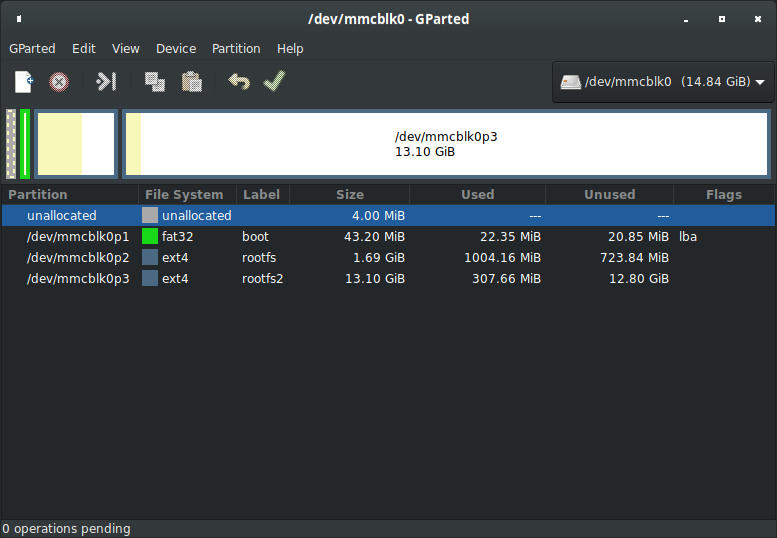 /dev/mmcblk0 - GParted
GParted Edit View Device Partition Help
/dev/mmcblk0 (14.84 GiB)
/dev/mmcblk0p3
13.10 GiB
Partition File System Label Size Used Unused Flags
unallocated unallocated 4.00 MiB --- ---
/dev/mmcblk0p1 fat32 boot 43.20 MiB 22.35 MiB 20.85 MiB lba
/dev/mmcblk0p2 ext4 rootfs 1.69 GiB 1004.16 MiB 723.84 MiB
/dev/mmcblk0p3 ext4 rootfs2 13.10 GiB 307.66 MiB 12.80 GiB
0 operations pending